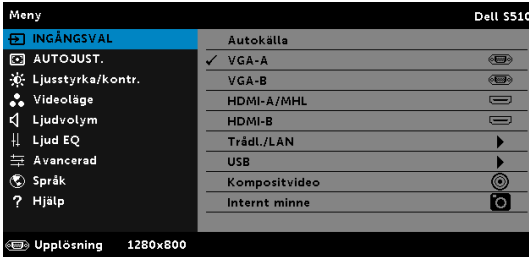 Meny Dell S510
INGÅNGSVAL
AUTOJUST.
Ljusstyrka/kontr.
Videoläge
Ljudvolym
Ljud EQ
Avancerad
Språk
Hjälp
Autokälla
VGA-A
VGA-B
HDMI-A/MHL
HDMI-B
Trådl./LAN
USB
Kompositvideo
Internt minne
Upplösning 1280x800